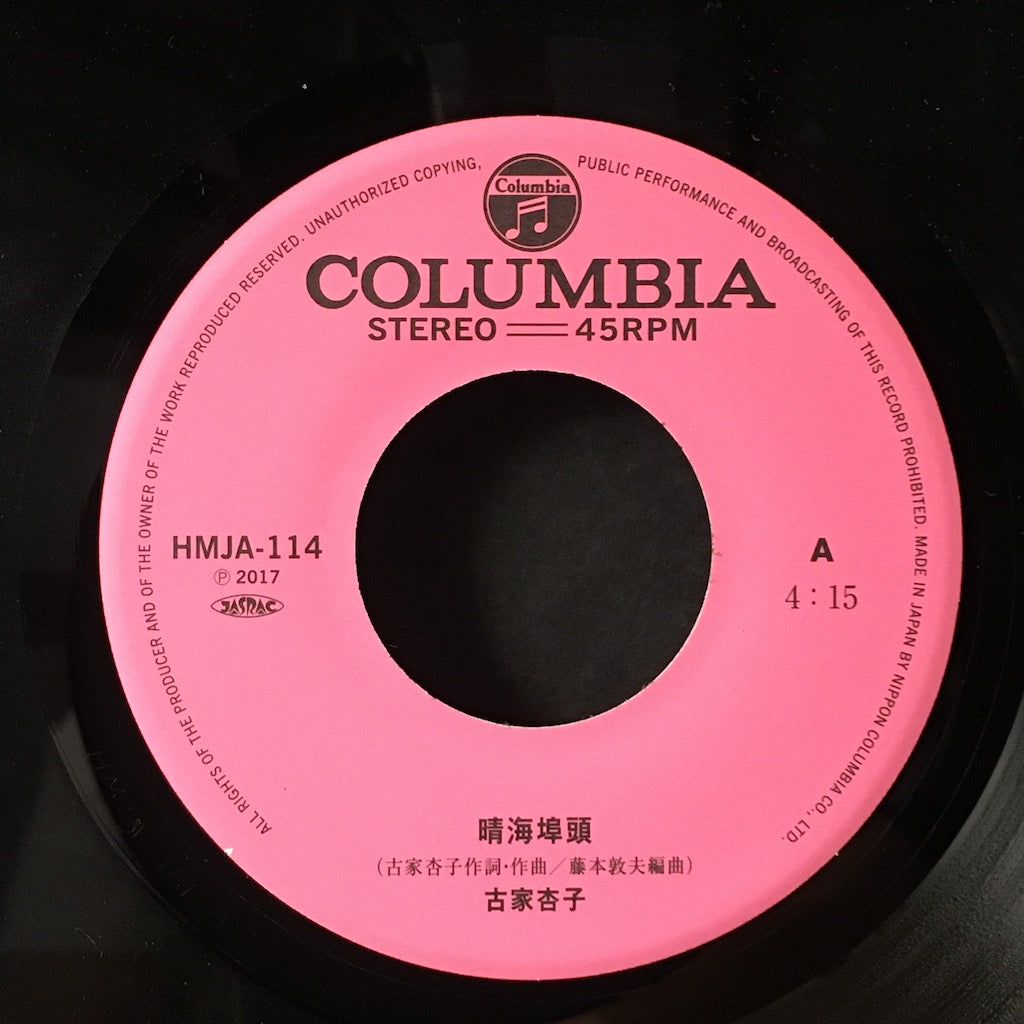 Columbia
COLUMBIA
STEREO 45RPM
HMJA-114
Ⓟ 2017
JASRAC
A
4:15
晴海埠頭
(古家杏子作詞・作曲/藤本敦夫編曲)
古家杏子
ALL RIGHTS OF THE PRODUCER AND OF THE OWNER OF THE WORK REPRODUCED RESERVED. UNAUTHORIZED COPYING, PUBLIC PERFORMANCE AND BROADCASTING OF THIS RECORD PROHIBITED. MADE IN JAPAN BY NIPPON COLUMBIA CO., LTD.